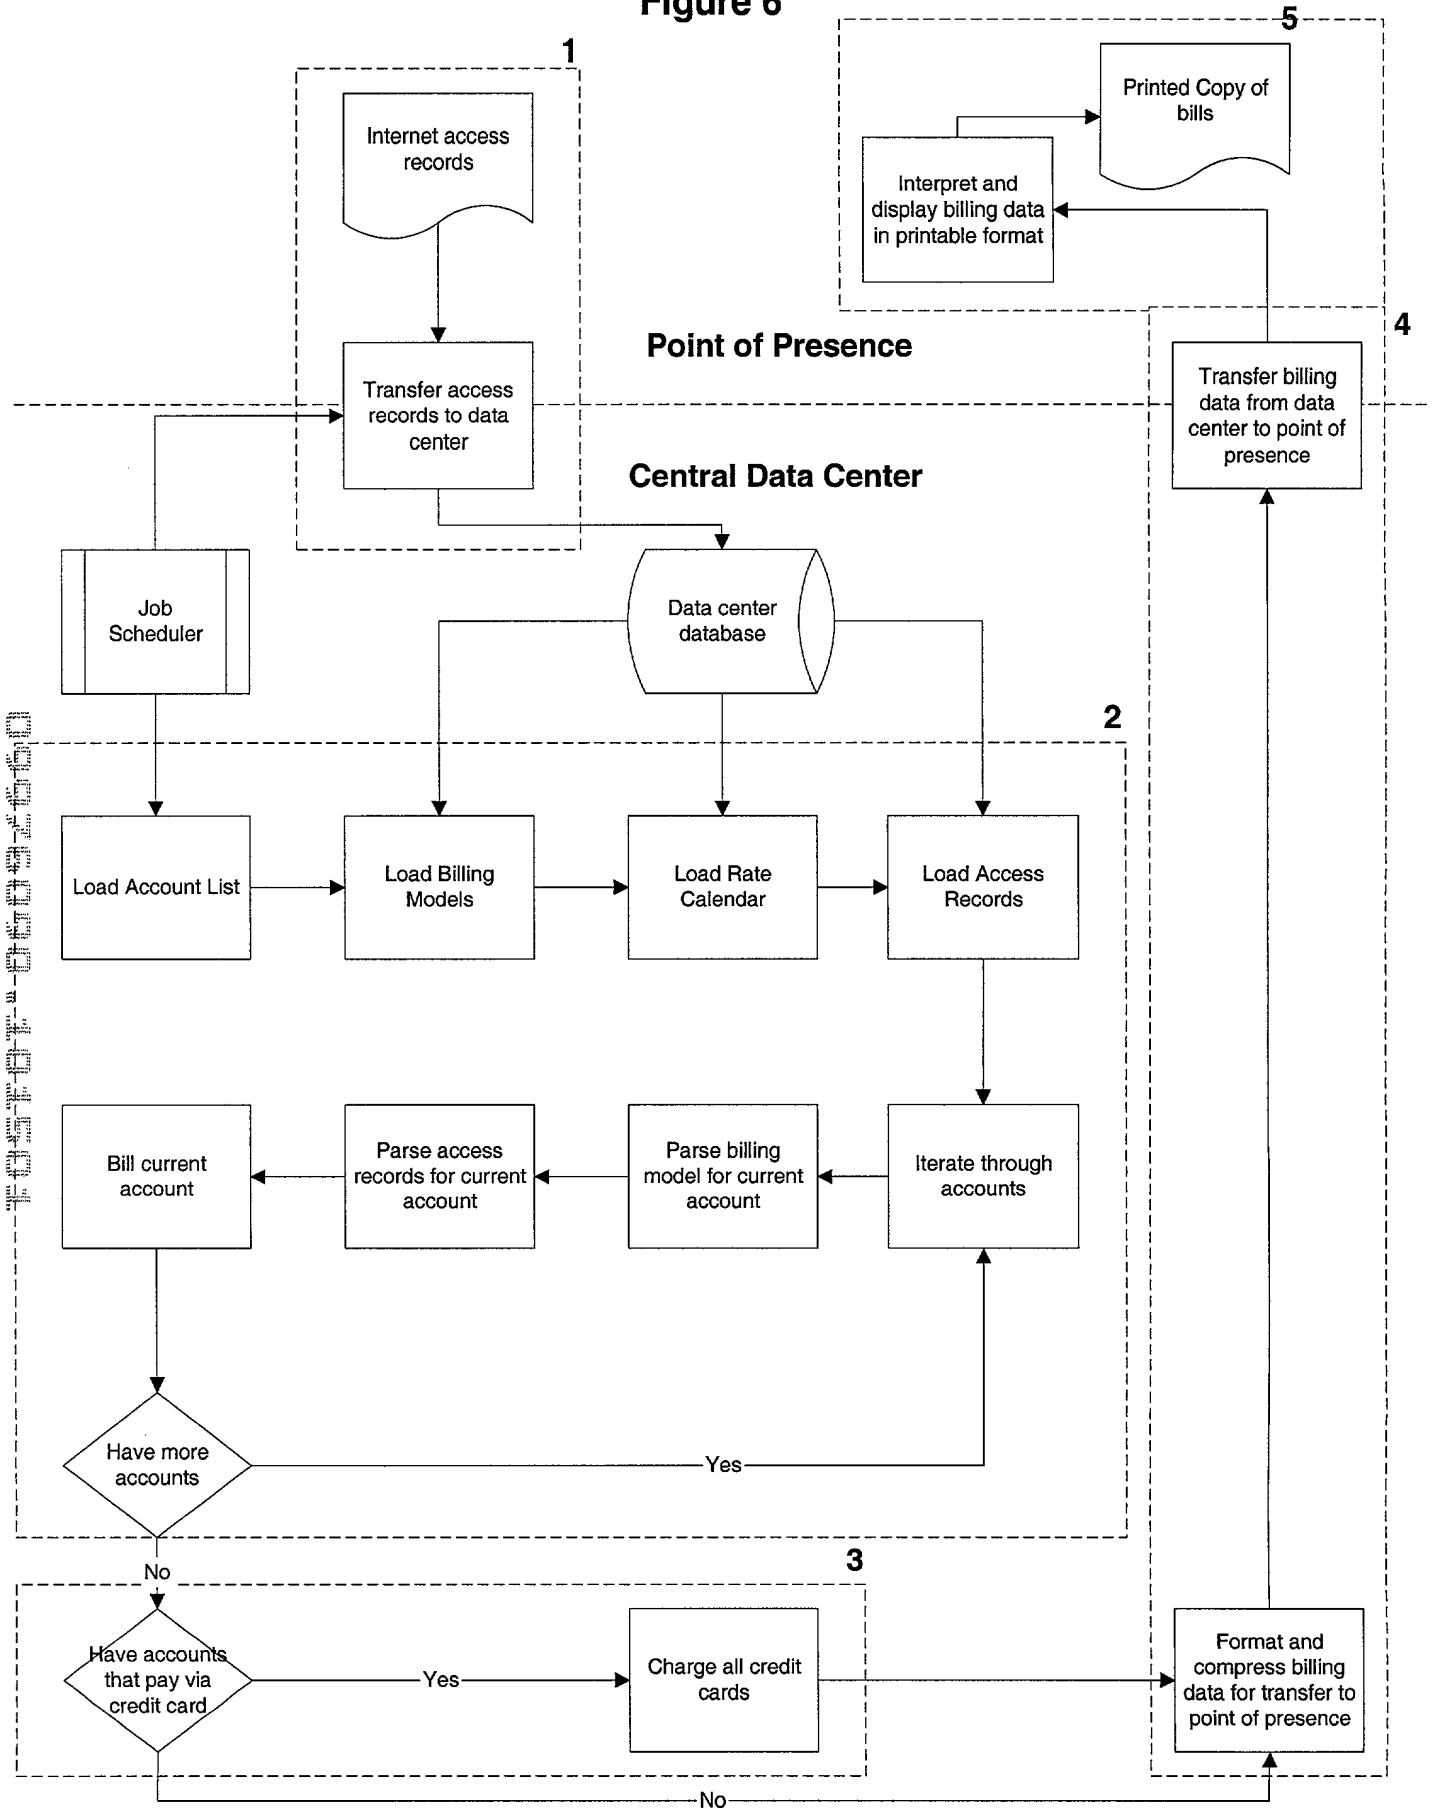 Figure 6
5
1
Printed Copy of
bills
Internet access
records
Interpret and
display billing data
in printable format
4
Point of Presence
Transfer access
records to data
center
Transfer billing
data from data
center to point of
presence
Central Data Center
Job
Scheduler
Data center
database
2
Load Account List
Load Billing
Models
Load Rate
Calendar
Load Access
Records
Bill current
account
Parse access
records for current
account
Parse billing
model for current
account
Iterate through
accounts
Have more
accounts
Yes
No
3
Have accounts
that pay via
credit card
Yes
Charge all credit
cards
Format and
compress billing
data for transfer to
point of presence
No